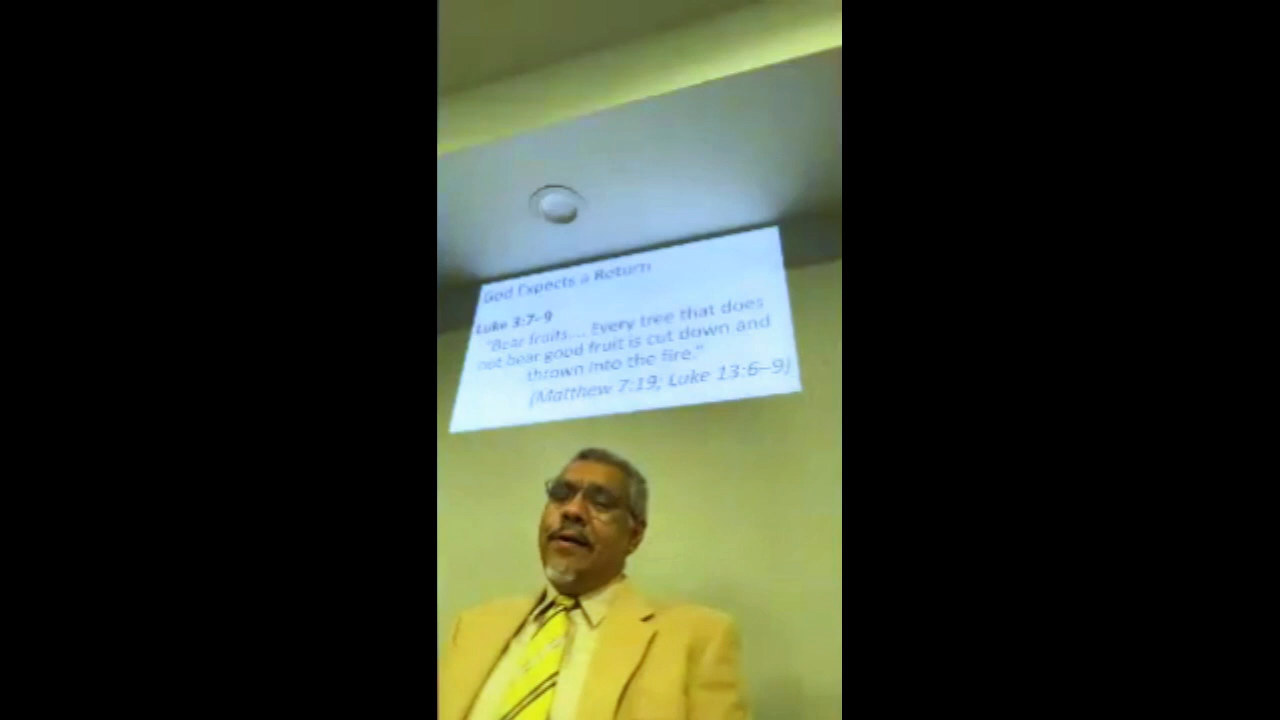 God Expects a Return
Luke 3:7–9
"Bear fruits... Every tree that does
not bear good fruit is cut down and
thrown into the fire."
(Matthew 7:19; Luke 13:6–9)